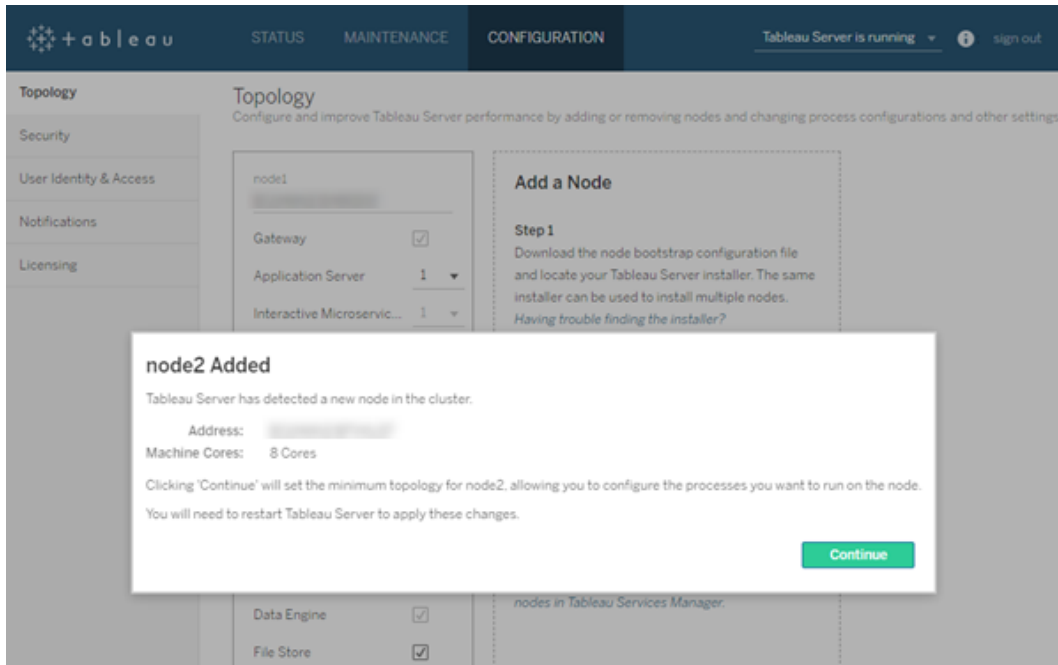 +ableau
STATUS MAINTENANCE CONFIGURATION Tableau Server is running sign out
Topology
Security
User Identity & Access
Notifications
Licensing
Topology
Configure and improve Tableau Server performance by adding or removing nodes and changing process configurations and other settings
node1
Gateway
Application Server 1
Interactive Microservic... 1
Add a Node
Step 1
Download the node bootstrap configuration file
and locate your Tableau Server installer. The same
installer can be used to install multiple nodes.
Having trouble finding the installer?
node2 Added
Tableau Server has detected a new node in the cluster.
Address:
Machine Cores: 8 Cores
Clicking 'Continue' will set the minimum topology for node2, allowing you to configure the processes you want to run on the node.
You will need to restart Tableau Server to apply these changes.
Continue
nodes in Tableau Services Manager.
Data Engine
File Store